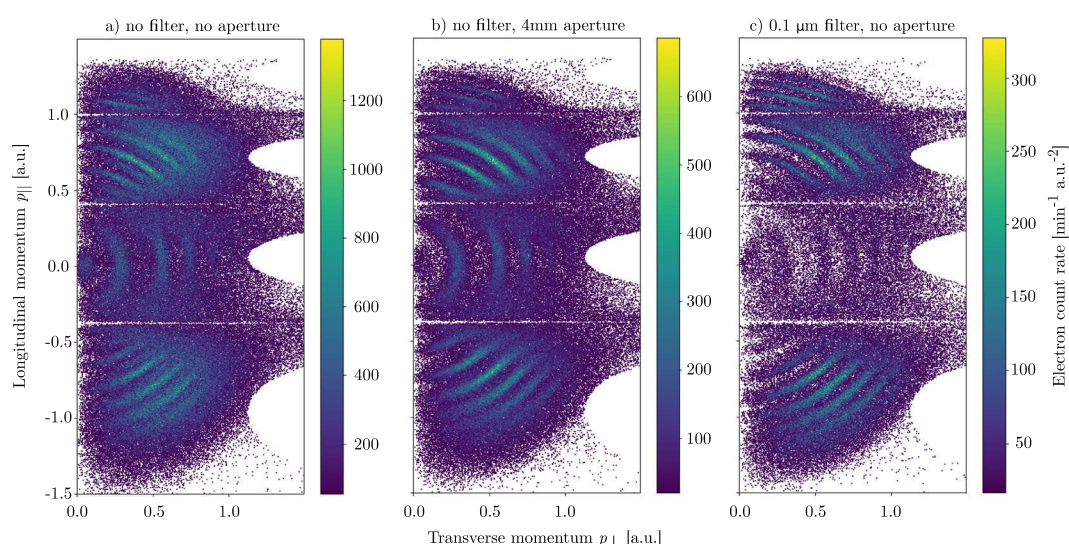 a) no filter, no aperture
b) no filter, 4mm aperture
c) 0.1 µm filter, no aperture
Longitudinal momentum p|| [a.u.]
1.0
0.5
0.0
-0.5
-1.0
-1.5
0.0 0.5 1.0
1200
1000
800
600
400
200
0.0 0.5 1.0
600
500
400
300
200
100
0.0 0.5 1.0
300
250
200
150
100
50
Electron count rate [min-1 a.u.-2]
Transverse momentum p⊥ [a.u.]